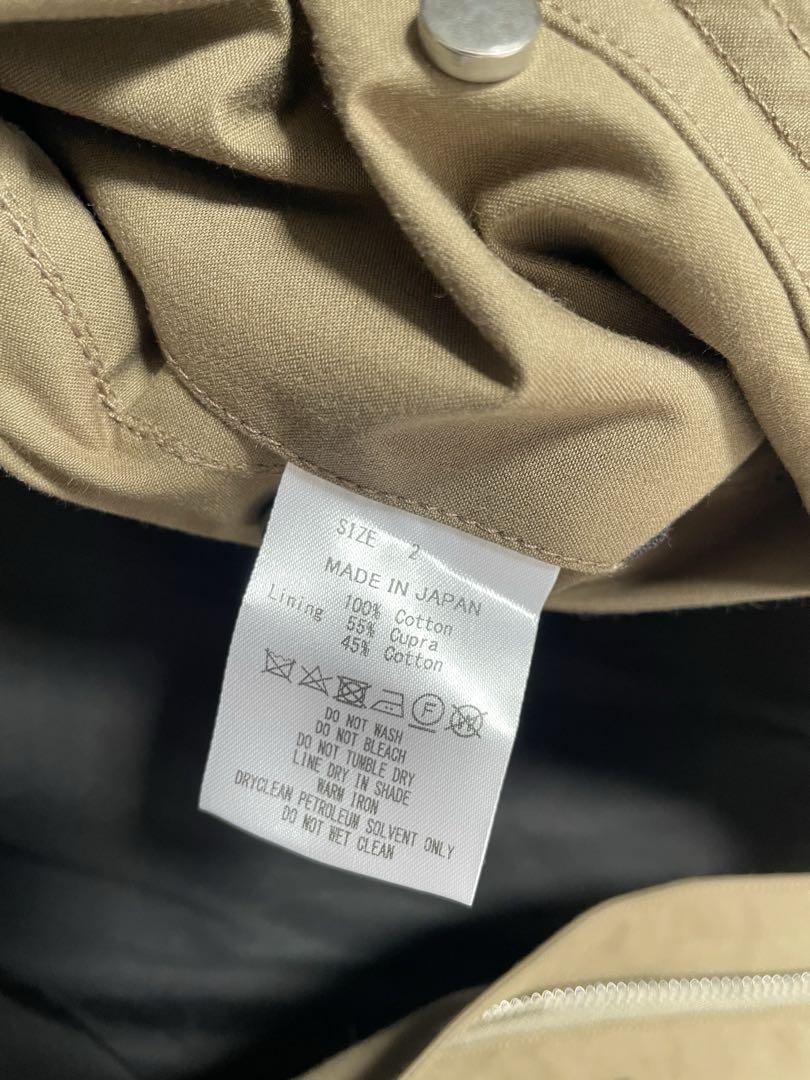 SIZE 2
MADE IN JAPAN
100% Cotton
Lining 55% Cupra
45% Cotton
F
W
DO NOT WASH
DO NOT BLEACH
DO NOT TUMBLE DRY
LINE DRY IN SHADE
WARM IRON
DRYCLEAN PETROLEUM SOLVENT ONLY
DO NOT WET CLEAN